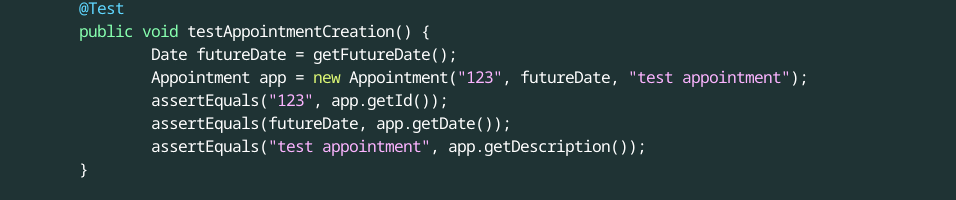 @Test
public void testAppointmentCreation() {
Date futureDate = getFutureDate();
Appointment app = new Appointment("123", futureDate, "test appointment");
assertEquals("123", app.getId());
assertEquals(futureDate, app.getDate());
assertEquals("test appointment", app.getDescription());
}